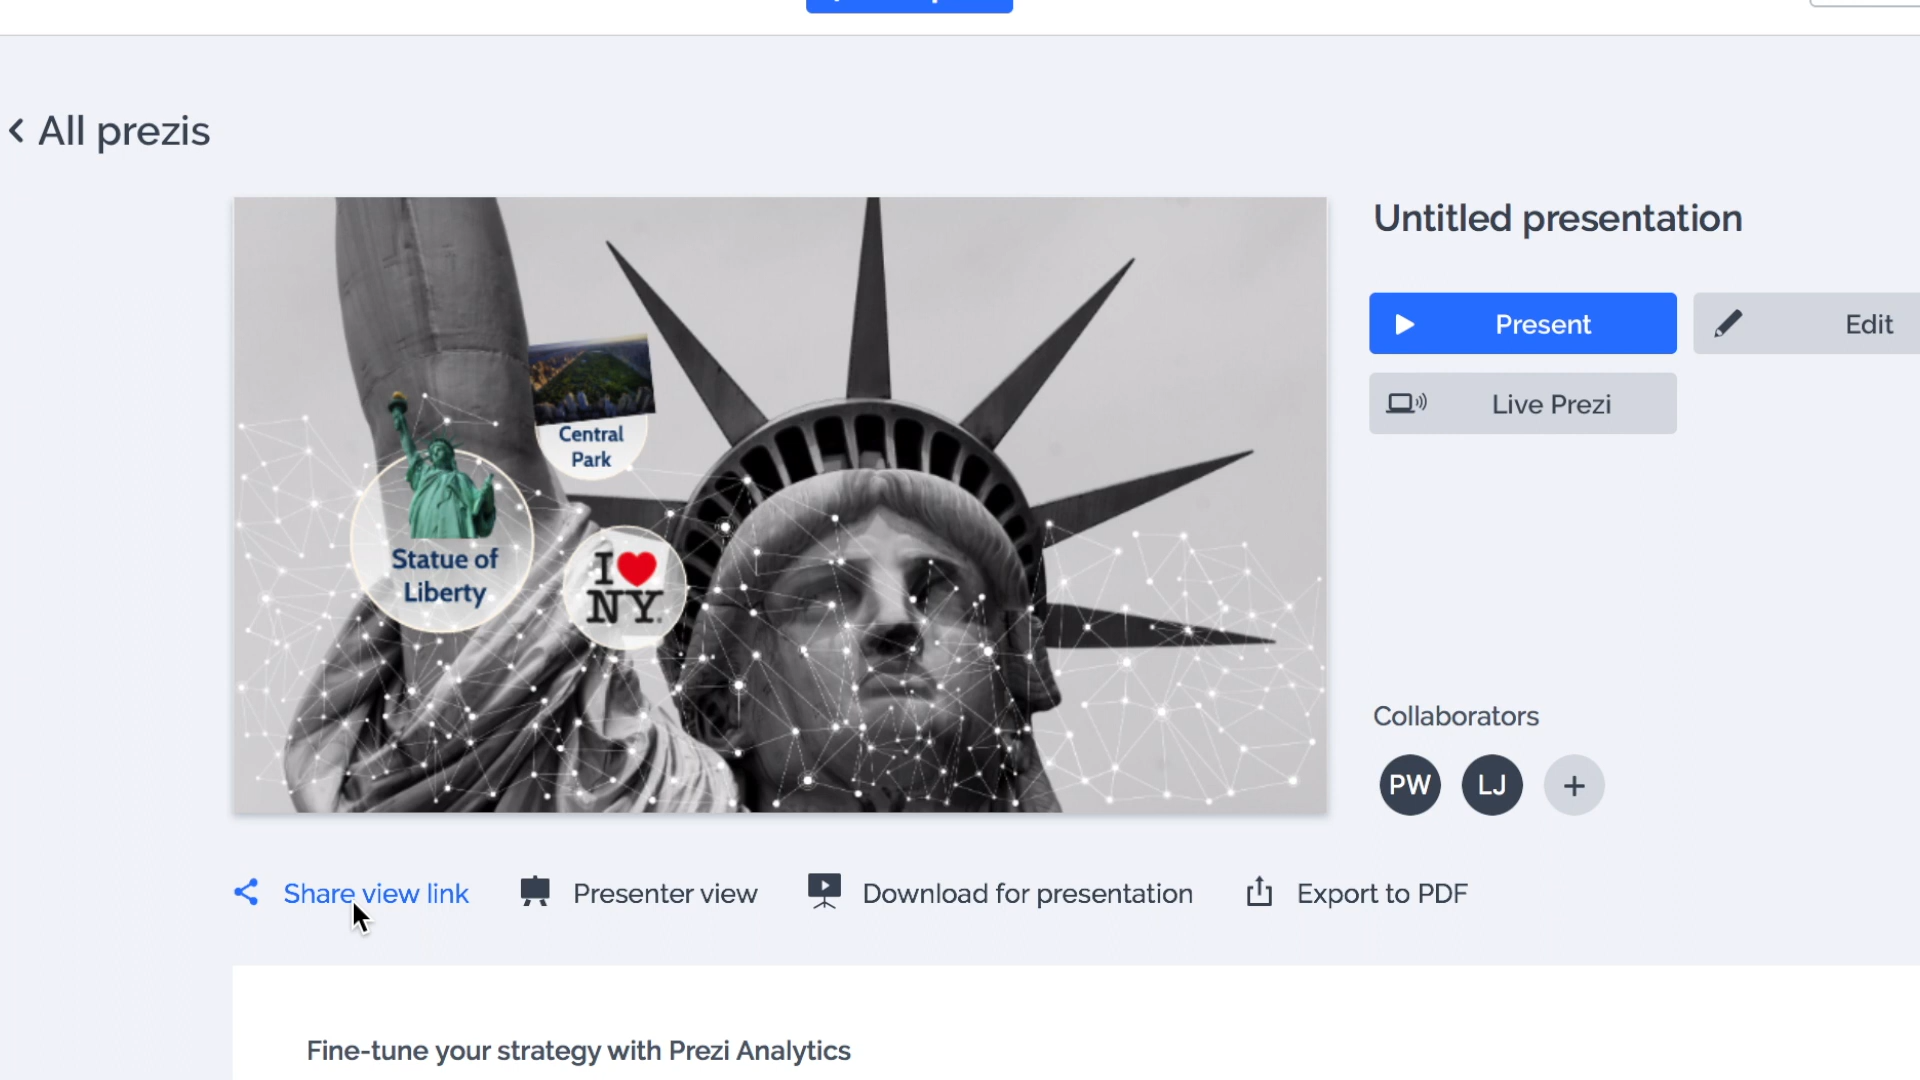 < All prezis
Untitled presentation
Present
Edit
Live Prezi
Central
Park
Statue of
Liberty
I
NY
Collaborators
PW
LJ
+
Share view link
Presenter view
Download for presentation
Export to PDF
Fine-tune your strategy with Prezi Analytics